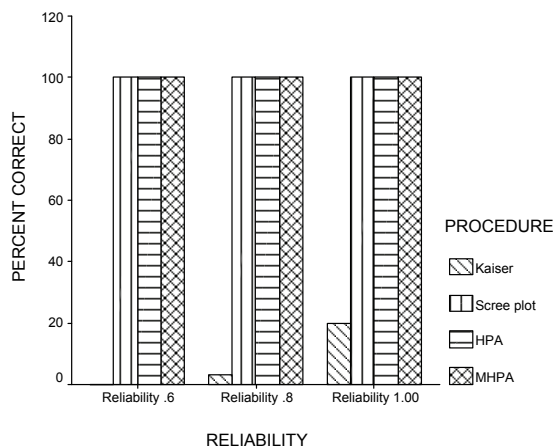 120
100
80
60
40
20
0
PERCENT CORRECT
Reliability .6
Reliability .8
Reliability 1.00
RELIABILITY
PROCEDURE
Kaiser
Scree plot
HPA
MHPA